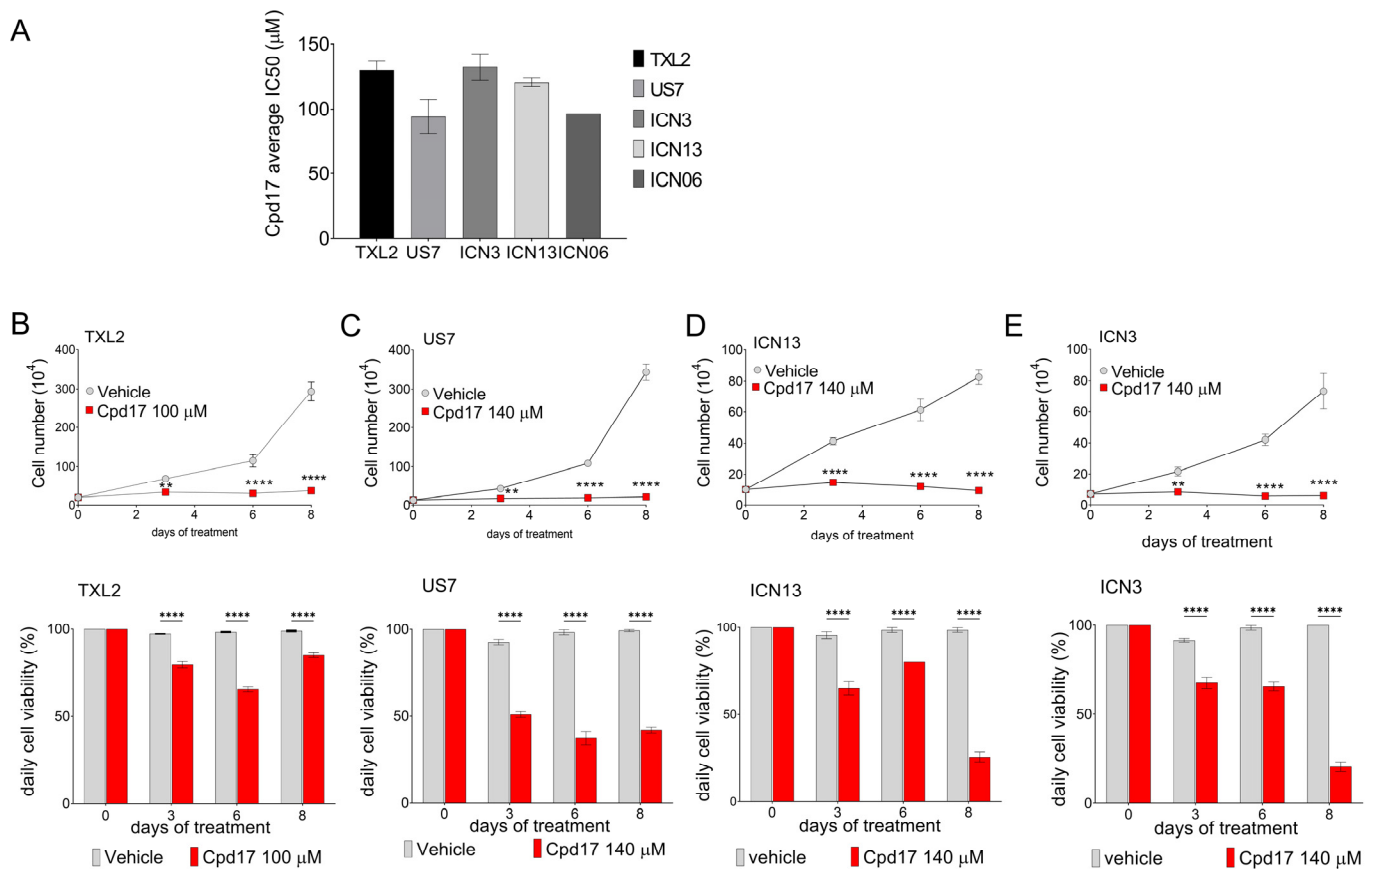 A
Cpd17 average IC50 (μM)
150
100
50
0
TXL2 US7 ICN3 ICN13 ICN06
TXL2
US7
ICN3
ICN13
ICN06
B
TXL2
Cell number (10⁴)
400
300
200
100
0
Vehicle
Cpd17 100 μM
** **** ****
0 2 4 6 8
days of treatment
C
US7
Cell number (10⁴)
400
300
200
100
0
Vehicle
Cpd17 140 μM
** **** ****
0 2 4 6 8
days of treatment
D
ICN13
Cell number (10⁴)
100
80
60
40
20
0
Vehicle
Cpd17 140 μM
**** **** ****
0 2 4 6 8
days of treatment
E
ICN3
Cell number (10⁴)
100
80
60
40
20
0
Vehicle
Cpd17 140 μM
** **** ****
0 2 4 6 8
days of treatment
TXL2
daily cell viability (%)
100
50
0
**** **** ****
0 3 6 8
days of treatment
Vehicle Cpd17 100 μM
US7
daily cell viability (%)
100
50
0
**** **** ****
0 3 6 8
days of treatment
Vehicle Cpd17 140 μM
ICN13
daily cell viability (%)
100
50
0
**** **** ****
0 3 6 8
days of treatment
vehicle Cpd17 140 μM
ICN3
daily cell viability (%)
100
50
0
**** **** ****
0 3 6 8
days of treatment
vehicle Cpd17 140 μM